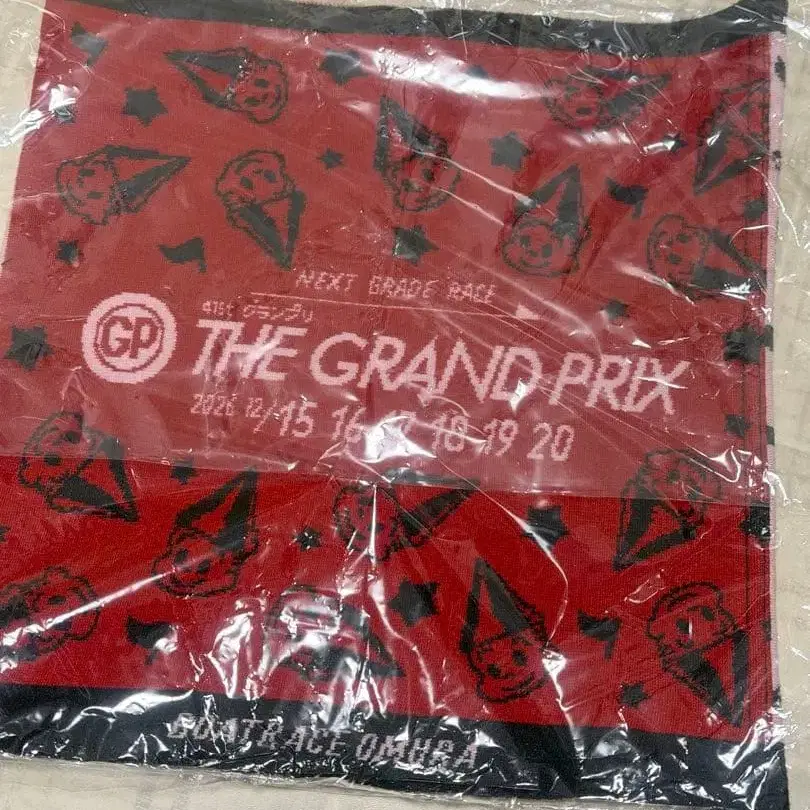 NEXT GRADE RACE
41st グランプリ
GP THE GRAND PRIX
2026 12/15 16 17 18 19 20
BOATRACE OMURA